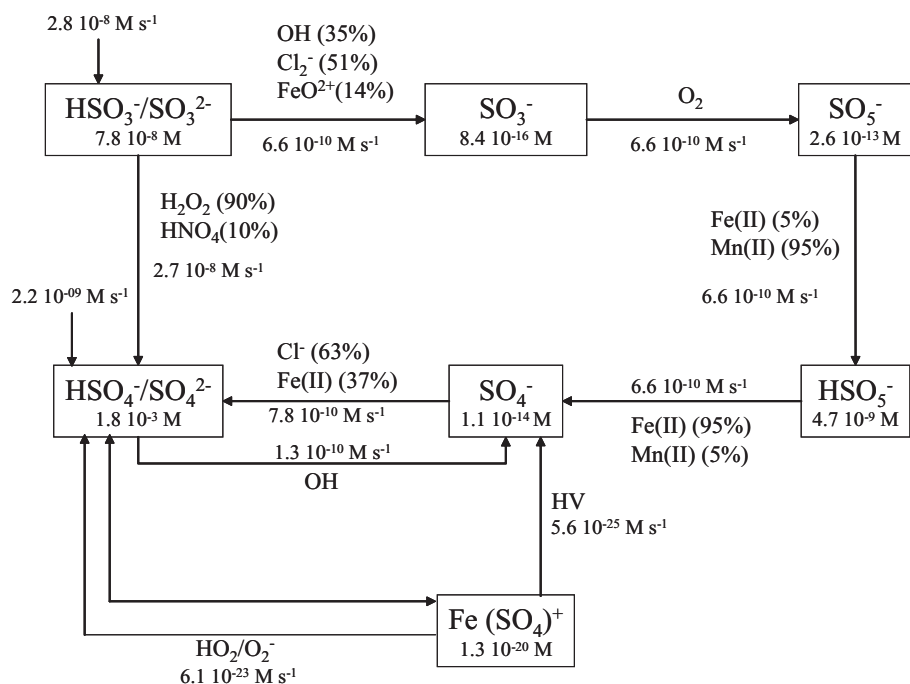 2.8 10⁻⁸ M s⁻¹
OH (35%)
Cl₂⁻ (51%)
FeO²⁺(14%)
HSO₃⁻/SO₃²⁻
7.8 10⁻⁸ M
6.6 10⁻¹⁰ M s⁻¹
SO₃⁻
8.4 10⁻¹⁶ M
O₂
6.6 10⁻¹⁰ M s⁻¹
SO₅⁻
2.6 10⁻¹³ M
H₂O₂ (90%)
HNO₄(10%)
2.7 10⁻⁸ M s⁻¹
Fe(II) (5%)
Mn(II) (95%)
6.6 10⁻¹⁰ M s⁻¹
2.2 10⁻⁰⁹ M s⁻¹
HSO₄⁻/SO₄²⁻
1.8 10⁻³ M
Cl⁻ (63%)
Fe(II) (37%)
7.8 10⁻¹⁰ M s⁻¹
SO₄⁻
1.1 10⁻¹⁴ M
6.6 10⁻¹⁰ M s⁻¹
Fe(II) (95%)
Mn(II) (5%)
HSO₅⁻
4.7 10⁻⁹ M
1.3 10⁻¹⁰ M s⁻¹
OH
HV
5.6 10⁻²⁵ M s⁻¹
Fe (SO₄)⁺
1.3 10⁻²⁰ M
HO₂/O₂⁻
6.1 10⁻²³ M s⁻¹